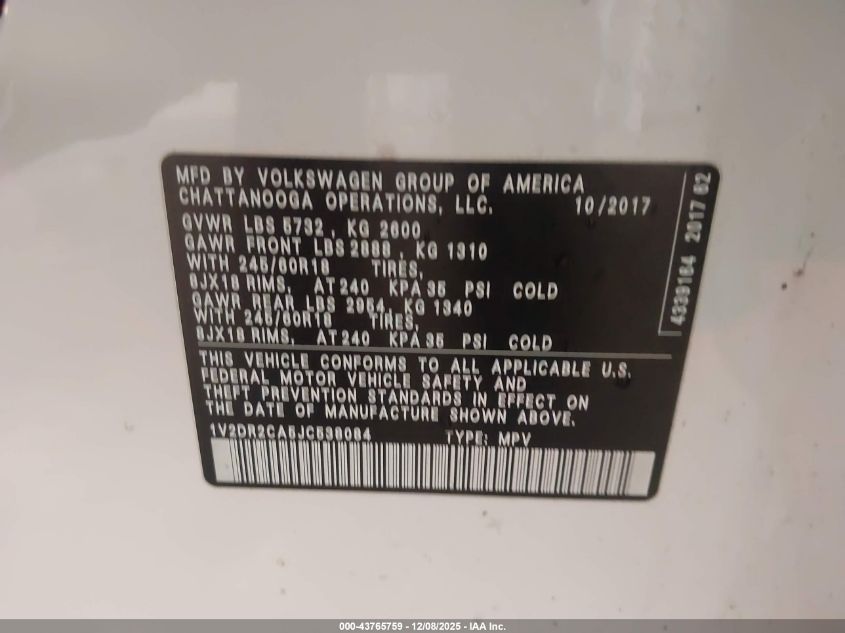 MFD BY VOLKSWAGEN GROUP OF AMERICA
CHATTANOOGA OPERATIONS, LLC. 10/2017
GVWR LBS 5732, KG 2600
GAWR FRONT LBS 2888, KG 1310
WITH 245/60R18 TIRES,
8JX18 RIMS, AT 240 KPA 35 PSI COLD
GAWR REAR LBS 2954, KG 1340
WITH 245/60R18 TIRES,
8JX18 RIMS, AT 240 KPA 35 PSI COLD
THIS VEHICLE CONFORMS TO ALL APPLICABLE U.S.
FEDERAL MOTOR VEHICLE SAFETY AND
THEFT PREVENTION STANDARDS IN EFFECT ON
THE DATE OF MANUFACTURE SHOWN ABOVE.
1V2DR2CA5JC538084 TYPE: MPV
4339164 2017 62
000-43765759 - 12/08/2025 - IAA Inc.